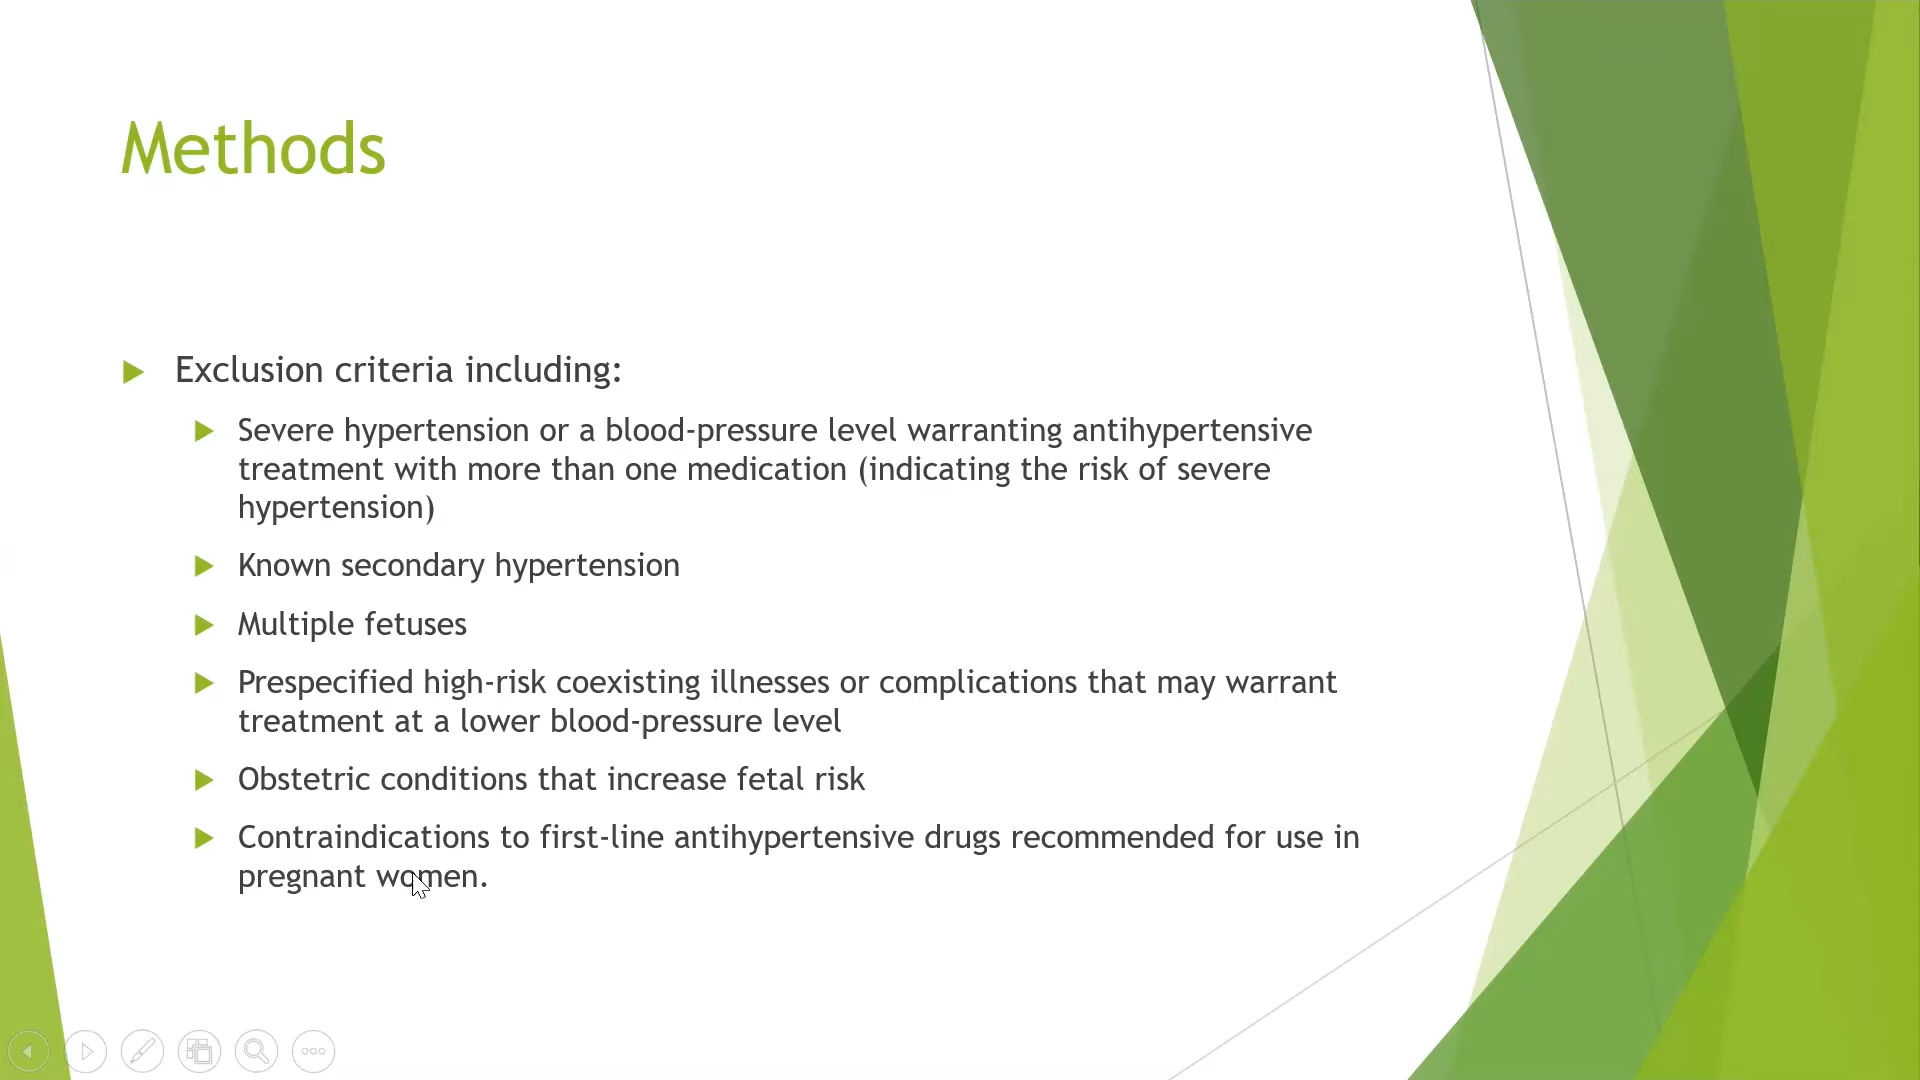 Methods
Exclusion criteria including:
Severe hypertension or a blood-pressure level warranting antihypertensive
treatment with more than one medication (indicating the risk of severe
hypertension)
Known secondary hypertension
Multiple fetuses
Prespecified high-risk coexisting illnesses or complications that may warrant
treatment at a lower blood-pressure level
Obstetric conditions that increase fetal risk
Contraindications to first-line antihypertensive drugs recommended for use in
pregnant women.